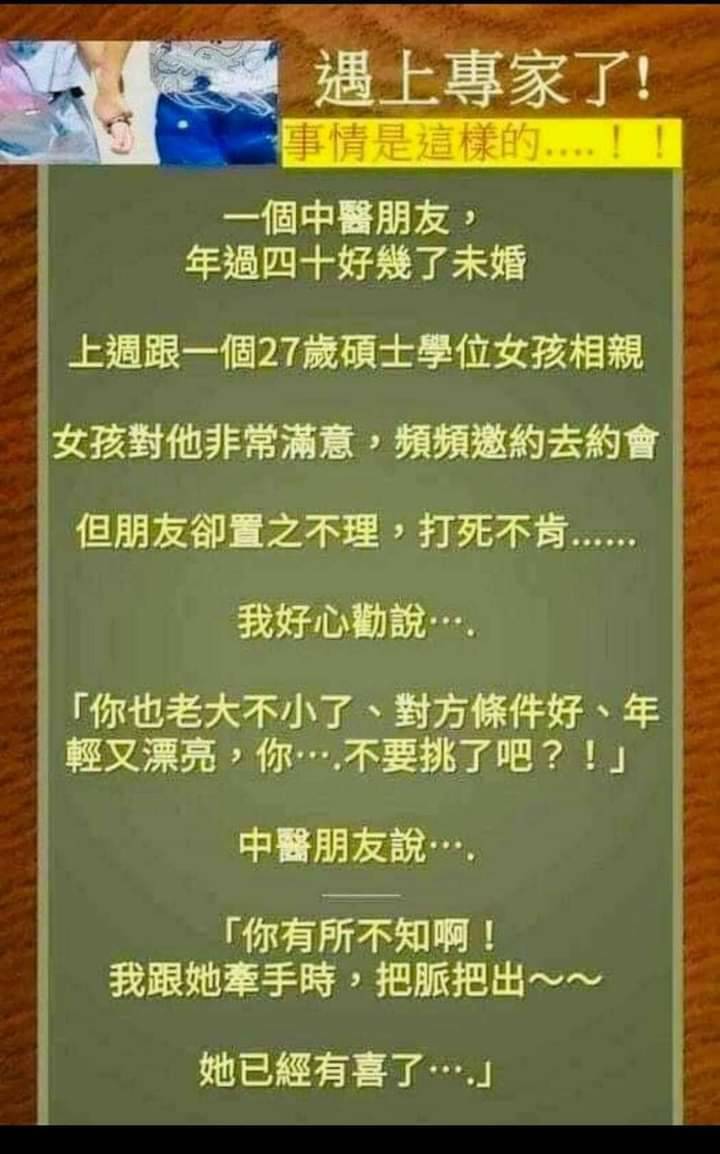 遇上專家了!
事情是這樣的....！！
一個中醫朋友，
年過四十好幾了未婚
上週跟一個27歲碩士學位女孩相親
女孩對他非常滿意，頻頻邀約去約會
但朋友卻置之不理，打死不肯......
我好心勸說⋯.
「你也老大不小了、對方條件好、年
輕又漂亮，你⋯.不要挑了吧？！」
中醫朋友說⋯.
「你有所不知啊！
我跟她牽手時，把脈把出～～
她已經有喜了⋯.」